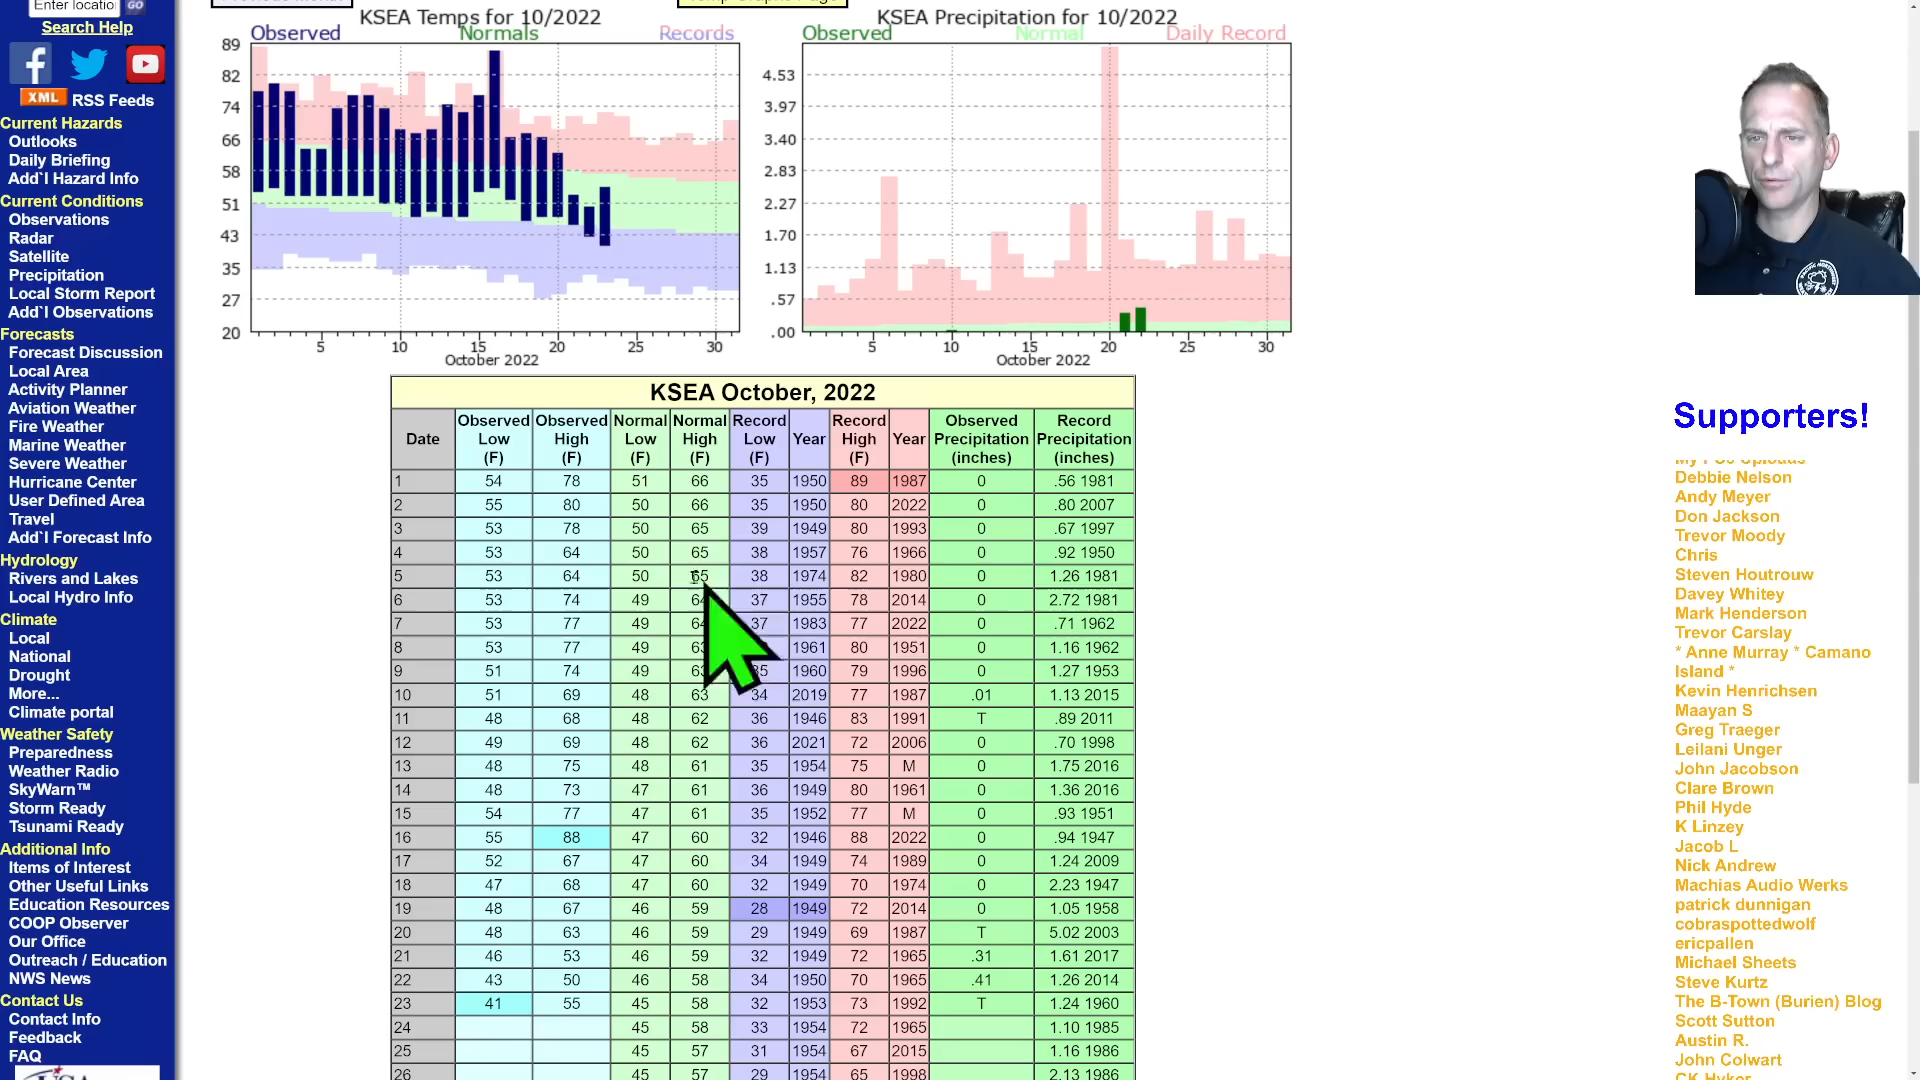 Enter locatio
GO
Search Help
XML RSS Feeds
Current Hazards
Outlooks
Daily Briefing
Add`l Hazard Info
Current Conditions
Observations
Radar
Satellite
Precipitation
Local Storm Report
Add`l Observations
Forecasts
Forecast Discussion
Local Area
Activity Planner
Aviation Weather
Fire Weather
Marine Weather
Severe Weather
Hurricane Center
User Defined Area
Travel
Add`l Forecast Info
Hydrology
Rivers and Lakes
Local Hydro Info
Climate
Local
National
Drought
More...
Climate portal
Weather Safety
Preparedness
Weather Radio
SkyWarn™
Storm Ready
Tsunami Ready
Additional Info
Items of Interest
Other Useful Links
Education Resources
COOP Observer
Our Office
Outreach / Education
NWS News
Contact Us
Contact Info
Feedback
FAQ
KSEA Temps for 10/2022
Observed Normals Records
89
82
74
66
58
51
43
35
27
20
5 10 15 20 25 30
October 2022
KSEA Precipitation for 10/2022
Observed Normal Daily Record
4.53
3.97
3.40
2.83
2.27
1.70
1.13
.57
.00
5 10 15 20 25 30
October 2022
KSEA October, 2022
Date Observed Low (F) Observed High (F) Normal Low (F) Normal High (F) Record Low (F) Year Record High (F) Year Observed Precipitation (inches) Record Precipitation (inches)
1 54 78 51 66 35 1950 89 1987 0 .56 1981
2 55 80 50 66 35 1950 80 2022 0 .80 2007
3 53 78 50 65 39 1949 80 1993 0 .67 1997
4 53 64 50 65 38 1957 76 1966 0 .92 1950
5 53 64 50 65 38 1974 82 1980 0 1.26 1981
6 53 74 49 64 37 1955 78 2014 0 2.72 1981
7 53 77 49 64 37 1983 77 2022 0 .71 1962
8 53 77 49 1961 80 1951 0 1.16 1962
9 51 74 49 1960 79 1996 0 1.27 1953
10 51 69 48 63 34 2019 77 1987 .01 1.13 2015
11 48 68 48 62 36 1946 83 1991 T .89 2011
12 49 69 48 62 36 2021 72 2006 0 .70 1998
13 48 75 48 61 35 1954 75 M 0 1.75 2016
14 48 73 47 61 36 1949 80 1961 0 1.36 2016
15 54 77 47 61 35 1952 77 M 0 .93 1951
16 55 88 47 60 32 1946 88 2022 0 .94 1947
17 52 67 47 60 34 1949 74 1989 0 1.24 2009
18 47 68 47 60 32 1949 70 1974 0 2.23 1947
19 48 67 46 59 28 1949 72 2014 0 1.05 1958
20 48 63 46 59 29 1949 69 1987 T 5.02 2003
21 46 53 46 59 32 1949 72 1965 .31 1.61 2017
22 43 50 46 58 34 1950 70 1965 .41 1.26 2014
23 41 55 45 58 32 1953 73 1992 T 1.24 1960
24 45 58 33 1954 72 1965 1.10 1985
25 45 57 31 1954 67 2015 1.16 1986
26 45 57 29 1954 65 1998 2.13 1986
Supporters!
Debbie Nelson
Andy Meyer
Don Jackson
Trevor Moody
Chris
Steven Houtrouw
Davey Whitey
Mark Henderson
Trevor Carslay
* Anne Murray * Camano
Island *
Kevin Henrichsen
Maayan S
Greg Traeger
Leilani Unger
John Jacobson
Clare Brown
Phil Hyde
K Linzey
Jacob L
Nick Andrew
Machias Audio Werks
patrick dunnigan
cobraspottedwolf
ericpallen
Michael Sheets
Steve Kurtz
The B-Town (Burien) Blog
Scott Sutton
Austin R.
John Colwart